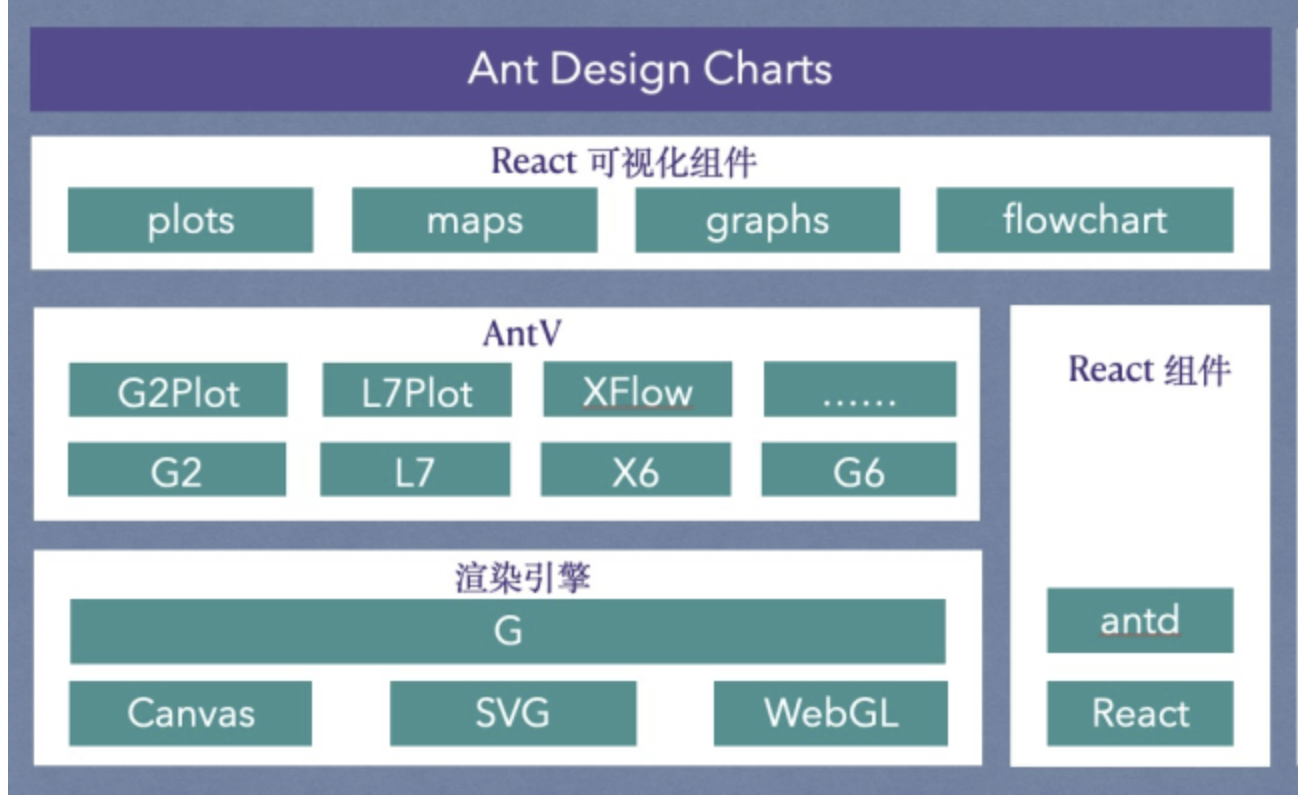 Ant Design Charts
React 可视化组件
plots maps graphs flowchart
AntV
G2Plot L7Plot XFlow ……
G2 L7 X6 G6
React 组件
antd
React
渲染引擎
G
Canvas SVG WebGL